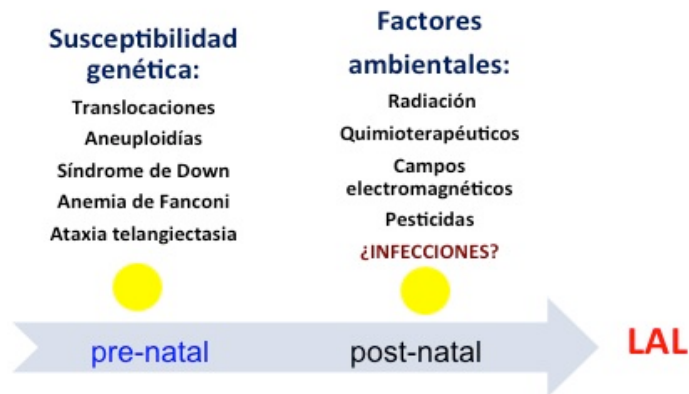 Susceptibilidad
genética:
Translocaciones
Aneuploidías
Síndrome de Down
Anemia de Fanconi
Ataxia telangiectasia
Factores
ambientales:
Radiación
Quimioterapéuticos
Campos
electromagnéticos
Pesticidas
¿INFECCIONES?
pre-natal
post-natal
LAL